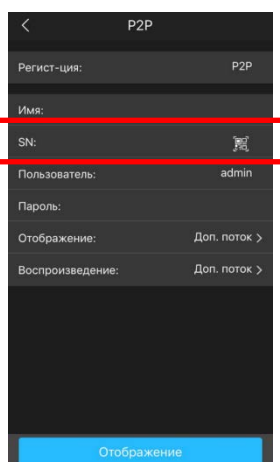 P2P
Регист-ция: P2P
Имя:
SN:
Пользователь: admin
Пароль:
Отображение: Доп. поток
Воспроизведение: Доп. поток
Отображение